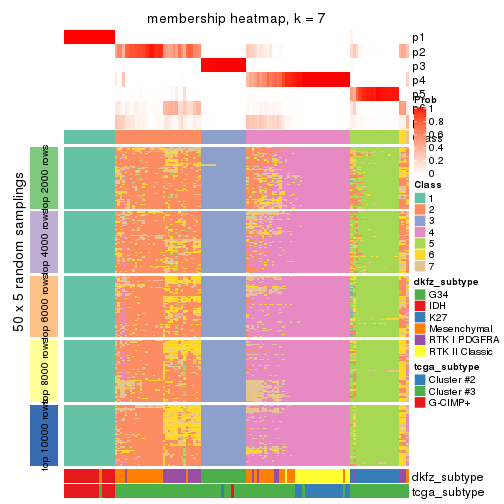 membership heatmap, k = 7
p1
p2
p3
p4
p5
Prob
1
0.8
0.6
0.4
0.2
0
Class
1
2
3
4
5
6
7
dkfz_subtype
G34
IDH
K27
Mesenchymal
RTK I PDGFRA
RTK II Classic
tcga_subtype
Cluster #2
Cluster #3
G-CIMP+
50 x 5 random samplings
top 2000 rows
top 4000 rows
top 6000 rows
top 8000 rows
top 10000 rows
dkfz_subtype
tcga_subtype